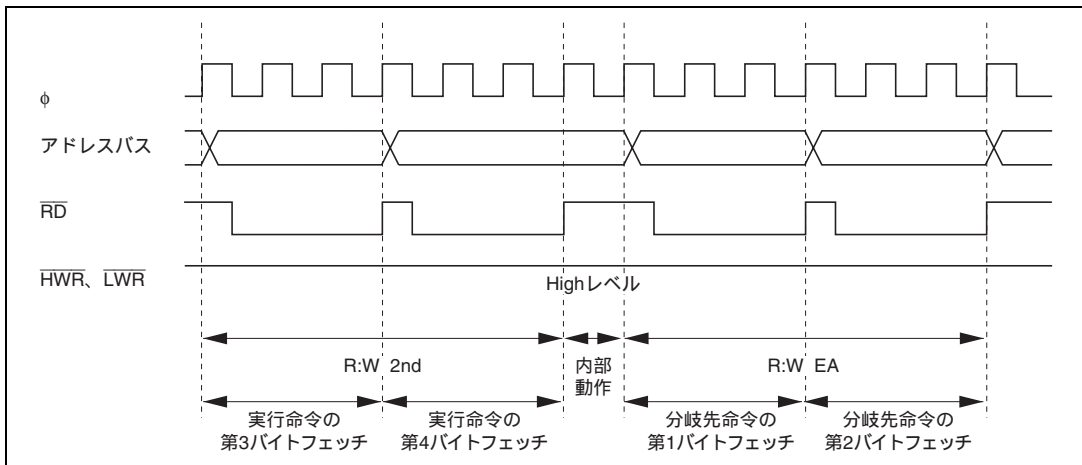 φ
アドレスバス
RD
HWR、LWR
Highレベル
R:W 2nd
内部
動作
R:W EA
実行命令の
第3バイトフェッチ
実行命令の
第4バイトフェッチ
分岐先命令の
第1バイトフェッチ
分岐先命令の
第2バイトフェッチ